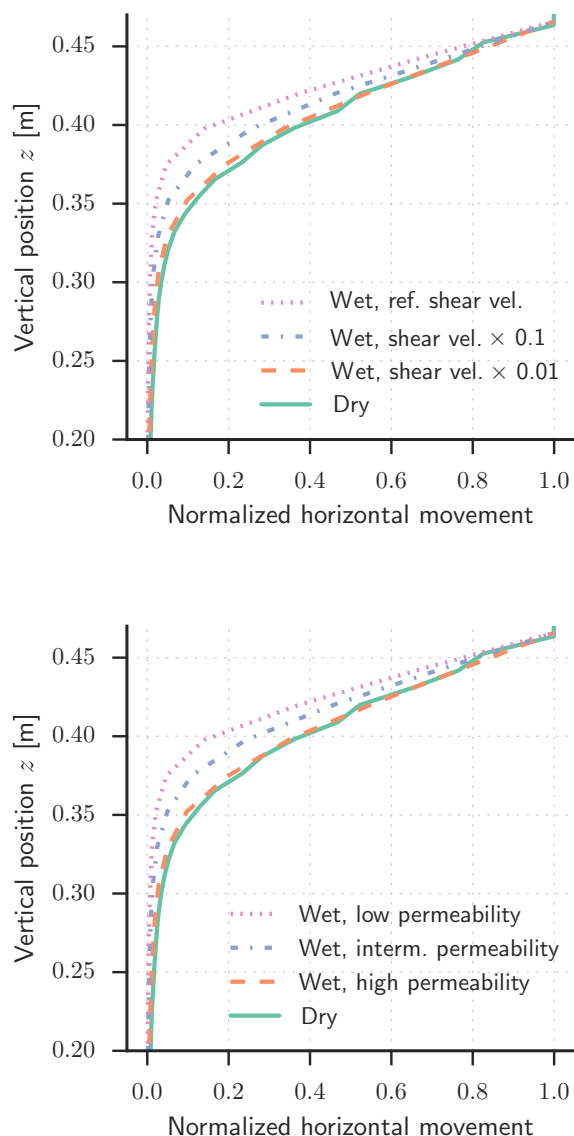 0.45
0.40
0.35
0.30
0.25
0.20
Vertical position z [m]
Wet, ref. shear vel.
Wet, shear vel. × 0.1
Wet, shear vel. × 0.01
Dry
0.0 0.2 0.4 0.6 0.8 1.0
Normalized horizontal movement
0.45
0.40
0.35
0.30
0.25
0.20
Vertical position z [m]
Wet, low permeability
Wet, interm. permeability
Wet, high permeability
Dry
0.0 0.2 0.4 0.6 0.8 1.0
Normalized horizontal movement